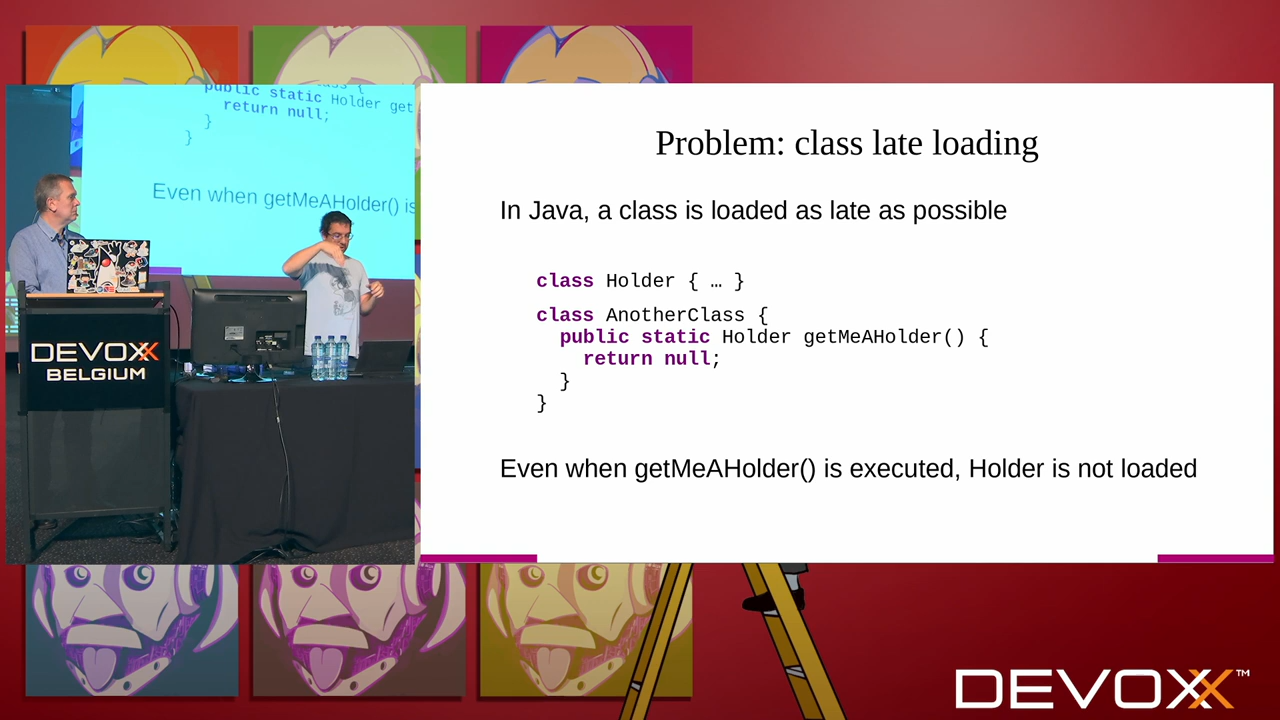 public static Holder get
return null;
}
}
Even when getMeAHolder() is
DEVOXX
BELGIUM
Problem: class late loading
In Java, a class is loaded as late as possible
class Holder { … }
class AnotherClass {
public static Holder getMeAHolder() {
return null;
}
}
Even when getMeAHolder() is executed, Holder is not loaded
DEVOXX™